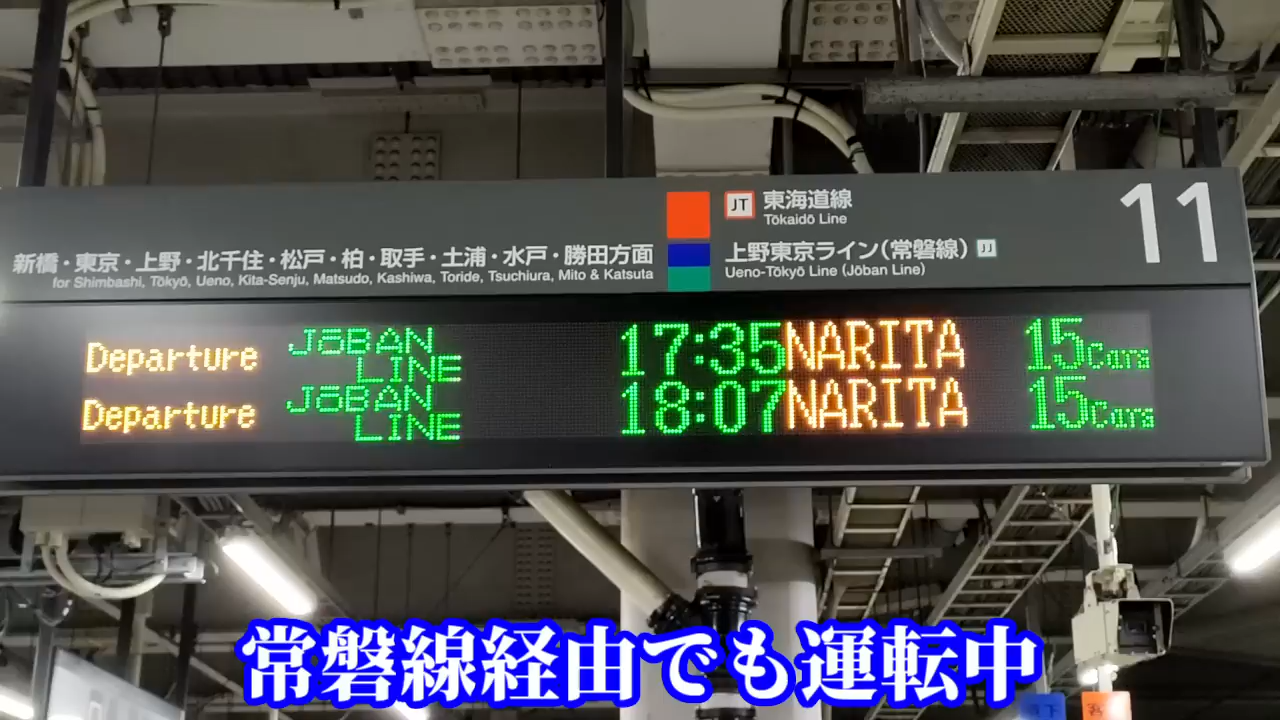 新橋・東京・上野・北千住・松戸・柏・取手・土浦・水戸・勝田方面
for Shimbashi, Tōkyō, Ueno, Kita-Senju, Matsudo, Kashiwa, Toride, Tsuchiura, Mito & Katsuta
JT 東海道線
Tōkaidō Line
上野東京ライン(常磐線) JJ
Ueno-Tōkyō Line (Jōban Line)
11
Departure JōBAN LINE 17:35 NARITA 15Cars
Departure JōBAN LINE 18:07 NARITA 15Cars
常磐線経由でも運転中